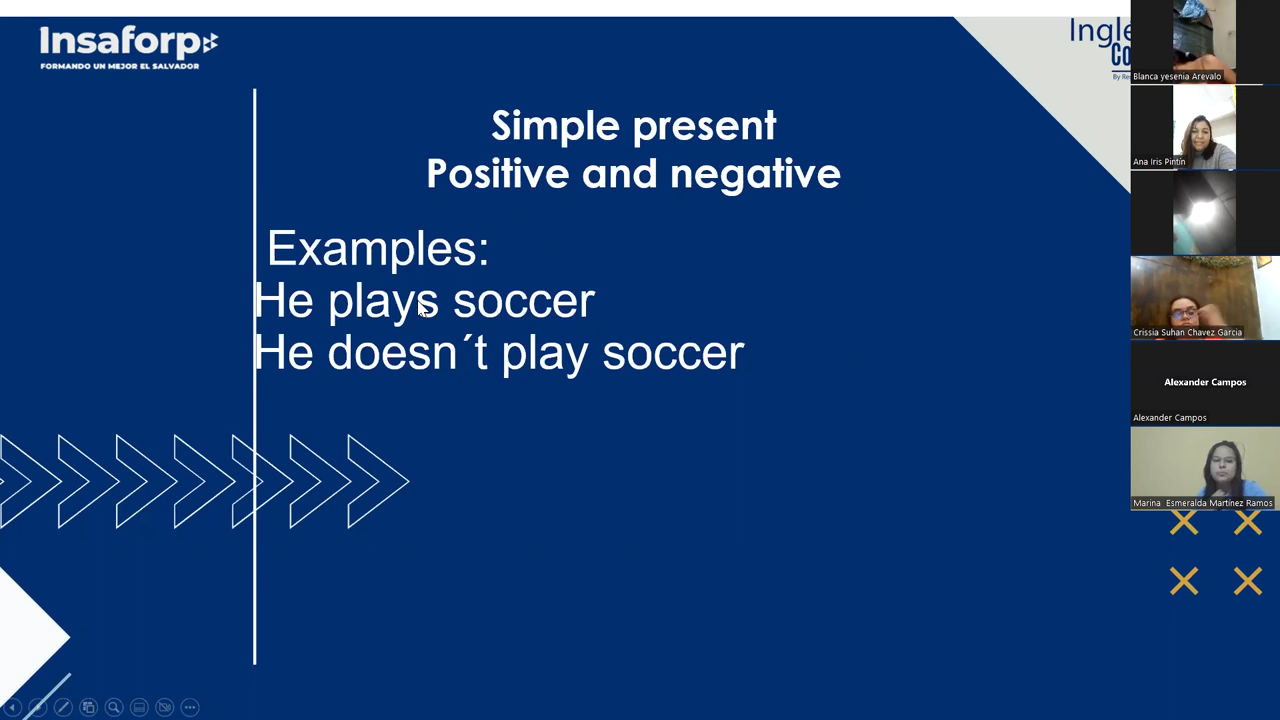 Insaforp
FORMANDO UN MEJOR EL SALVADOR
Simple present
Positive and negative
Examples:
He plays soccer
He doesn´t play soccer
Blanca yesenia Arevalo
Ana Iris Pintin
Crissia Suhan Chavez Garcia
Alexander Campos
Alexander Campos
Marina Esmeralda Martínez Ramos